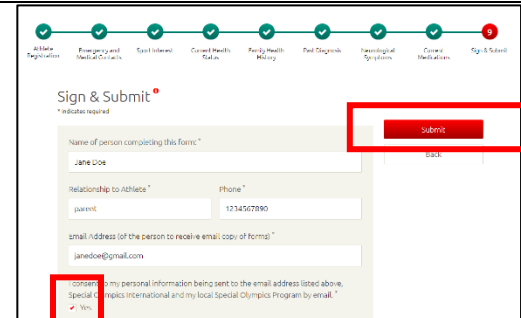 9
Athlete Registration
Emergency and Medical Contacts
Sport Interest
Current Health Status
Family Health History
Past Diagnosis
Neurological Symptoms
Current Medications
Sign & Submit
Sign & Submit
* Indicates required
Submit
Back
Name of person completing this form: *
Jane Doe
Relationship to Athlete *
Phone *
parent
1234567890
Email Address (of the person to receive email copy of forms) *
janedoe@gmail.com
I consent to my personal information being sent to the email address listed above,
Special Olympics International and my local Special Olympics Program by email. *
Yes